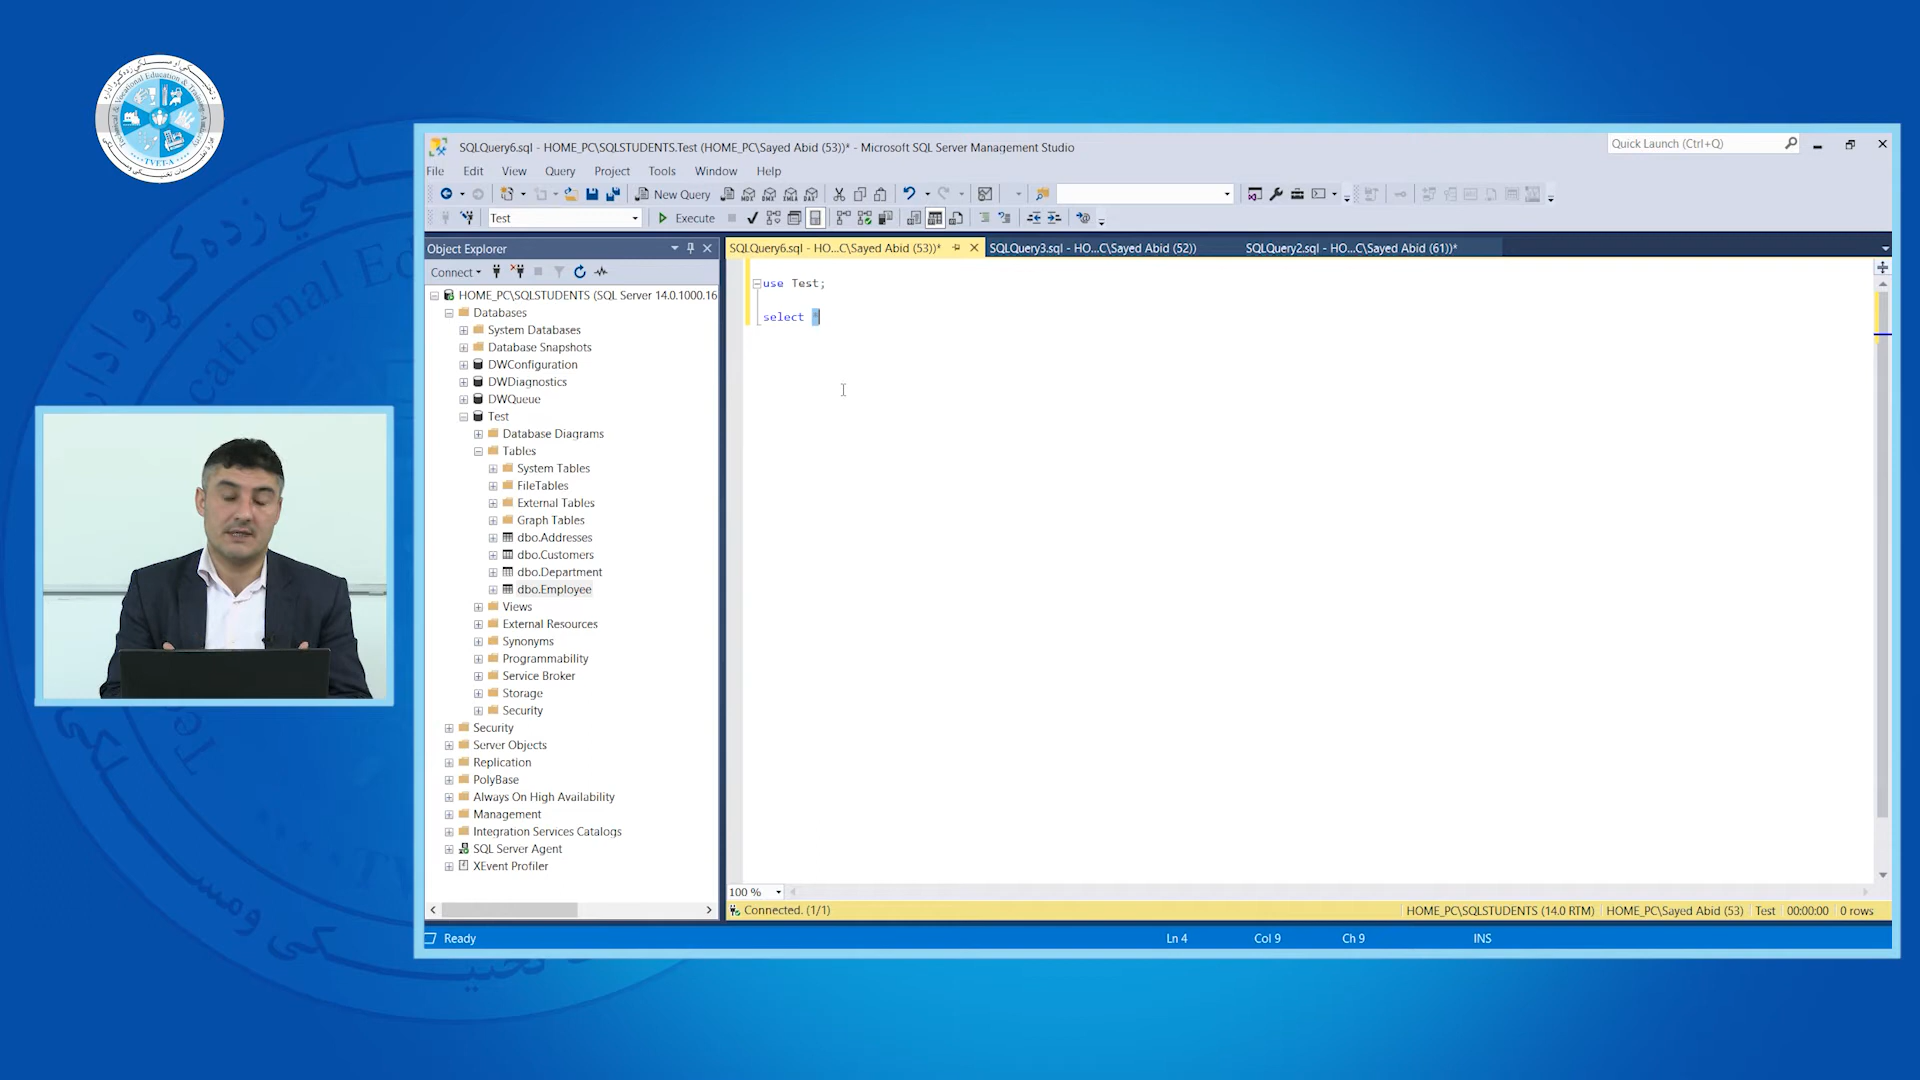 Technical & Vocational Education & Training Authority
TVET-A
SQLQuery6.sql - HOME_PC\SQLSTUDENTS.Test (HOME_PC\Sayed Abid (53))* - Microsoft SQL Server Management Studio
Quick Launch (Ctrl+Q)
File Edit View Query Project Tools Window Help
New Query
Test Execute
Object Explorer
SQLQuery6.sql - HO...C\Sayed Abid (53))* SQLQuery3.sql - HO...C\Sayed Abid (52)) SQLQuery2.sql - HO...C\Sayed Abid (61))*
Connect
HOME_PC\SQLSTUDENTS (SQL Server 14.0.1000.16
Databases
System Databases
Database Snapshots
DWConfiguration
DWDiagnostics
DWQueue
Test
Database Diagrams
Tables
System Tables
FileTables
External Tables
Graph Tables
dbo.Addresses
dbo.Customers
dbo.Department
dbo.Employee
Views
External Resources
Synonyms
Programmability
Service Broker
Storage
Security
Security
Server Objects
Replication
PolyBase
Always On High Availability
Management
Integration Services Catalogs
SQL Server Agent
XEvent Profiler
use Test;
select *
100 %
Connected. (1/1) HOME_PC\SQLSTUDENTS (14.0 RTM) HOME_PC\Sayed Abid (53) Test 00:00:00 0 rows
Ready Ln 4 Col 9 Ch 9 INS